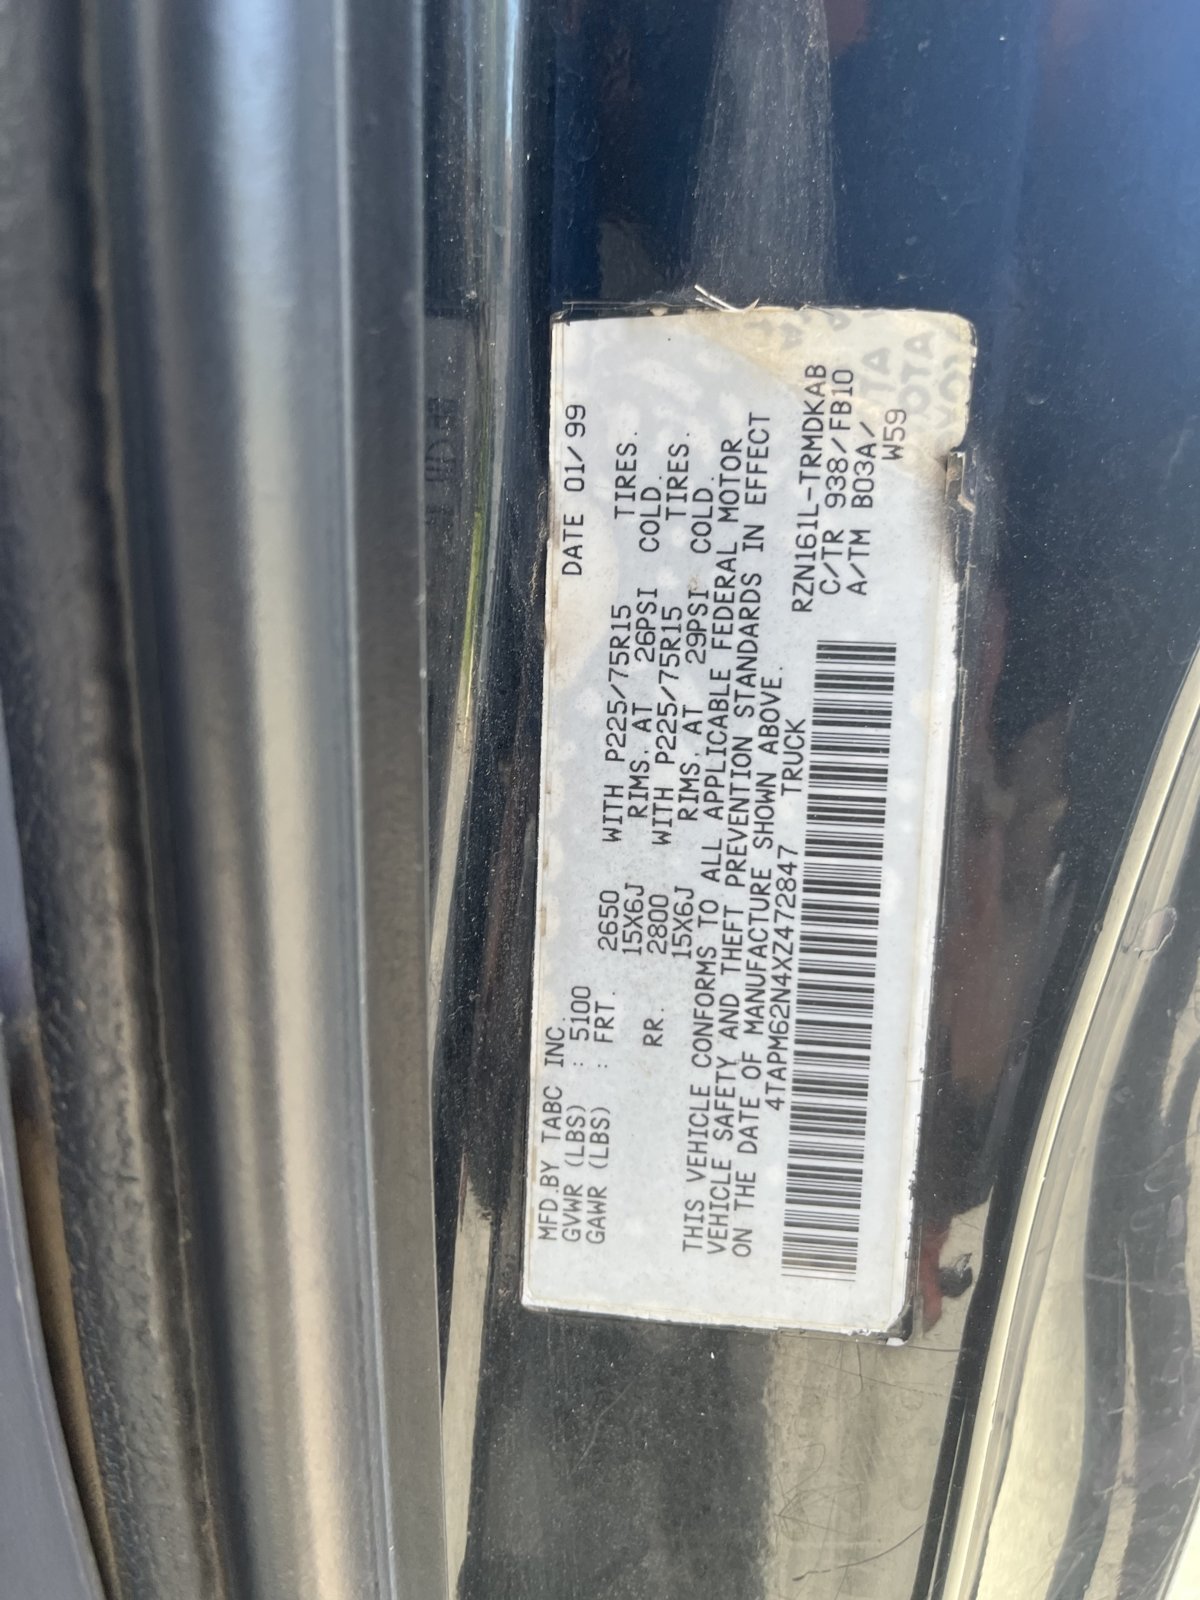 MFD.BY TABC INC. DATE 01/99
GVWR (LBS) : 5100
GAWR (LBS) : FRT. 2650 WITH P225/75R15 TIRES.
15X6J RIMS. AT 26PSI COLD.
RR. 2800 WITH P225/75R15 TIRES.
15X6J RIMS. AT 29PSI COLD.
THIS VEHICLE CONFORMS TO ALL APPLICABLE FEDERAL MOTOR
VEHICLE SAFETY AND THEFT PREVENTION STANDARDS IN EFFECT
ON THE DATE OF MANUFACTURE SHOWN ABOVE.
4TAPM62N4XZ472847 TRUCK
RZN161L-TRMDKAB
C/TR 938/FB10
A/TM B03A/
W59